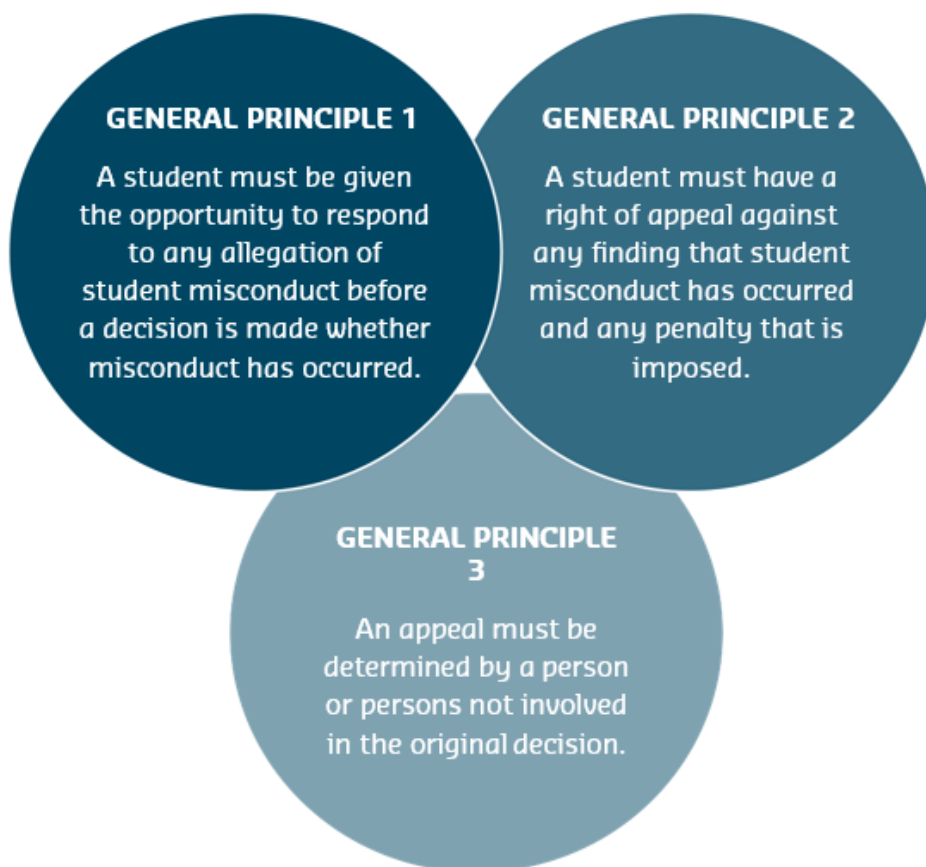 GENERAL PRINCIPLE 1
A student must be given
the opportunity to respond
to any allegation of
student misconduct before
a decision is made whether
misconduct has occurred.
GENERAL PRINCIPLE 2
A student must have a
right of appeal against
any finding that student
misconduct has occurred
and any penalty that is
imposed.
GENERAL PRINCIPLE
3
An appeal must be
determined by a person
or persons not involved
in the original decision.